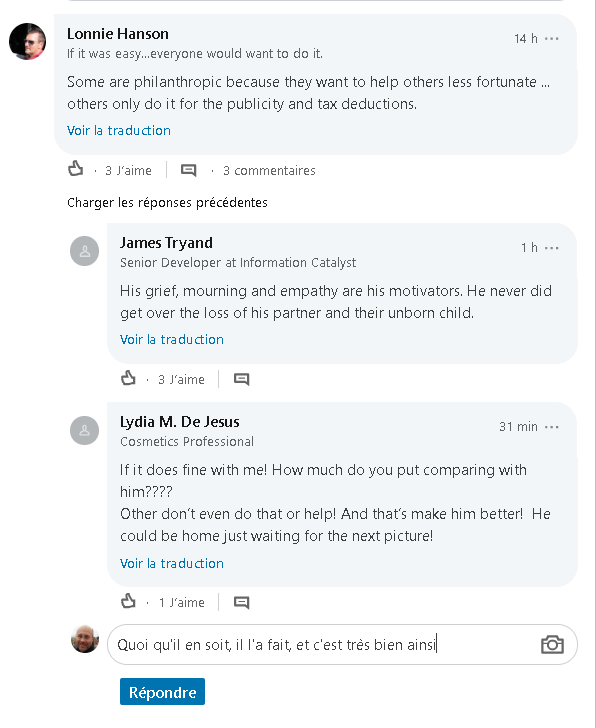 Lonnie Hanson
14 h
If it was easy...everyone would want to do it.
Some are philanthropic because they want to help others less fortunate ...
others only do it for the publicity and tax deductions.
Voir la traduction
· 3 J'aime · 3 commentaires
Charger les réponses précédentes
James Tryand
1 h
Senior Developer at Information Catalyst
His grief, mourning and empathy are his motivators. He never did
get over the loss of his partner and their unborn child.
Voir la traduction
· 3 J'aime
Lydia M. De Jesus
31 min
Cosmetics Professional
If it does fine with me! How much do you put comparing with
him????
Other don't even do that or help! And that's make him better!  He
could be home just waiting for the next picture!
Voir la traduction
· 1 J'aime
Quoi qu'il en soit, il l'a fait, et c'est très bien ainsi
Répondre